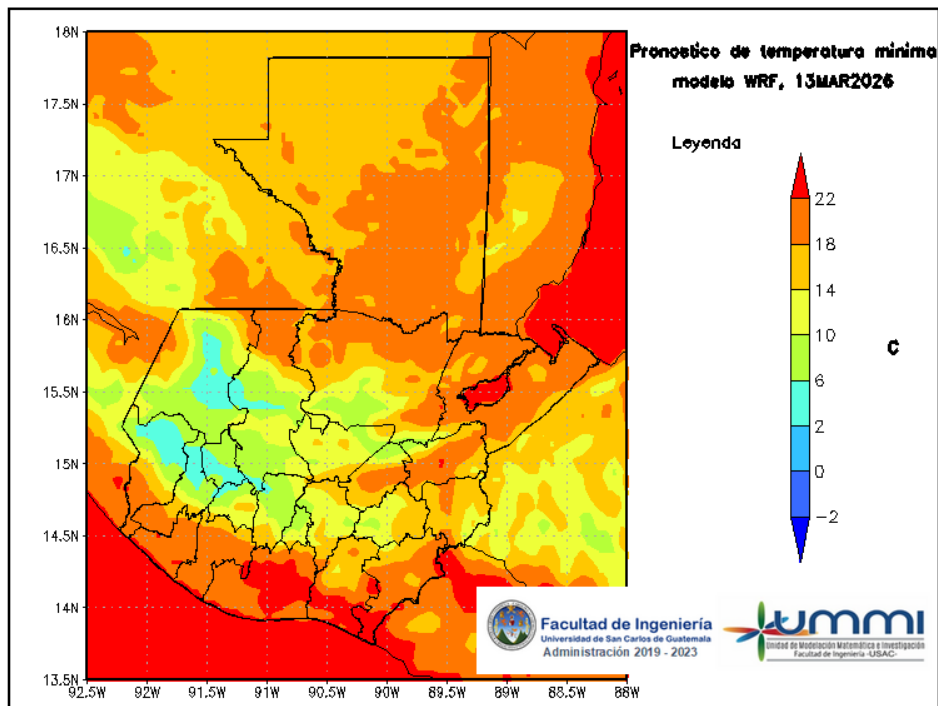 Pronostico de temperatura minima
modelo WRF, 13MAR2026
Leyenda
22
18
14
10
6
2
0
-2
C
18N
17.5N
17N
16.5N
16N
15.5N
15N
14.5N
14N
13.5N
92.5W
92W
91.5W
91W
90.5W
90W
89.5W
89W
88.5W
88W
Facultad de Ingeniería
Universidad de San Carlos de Guatemala
Administración 2019 - 2023
UMMI
Unidad de Modelación Matemática e Investigación
Facultad de Ingeniería -USAC-